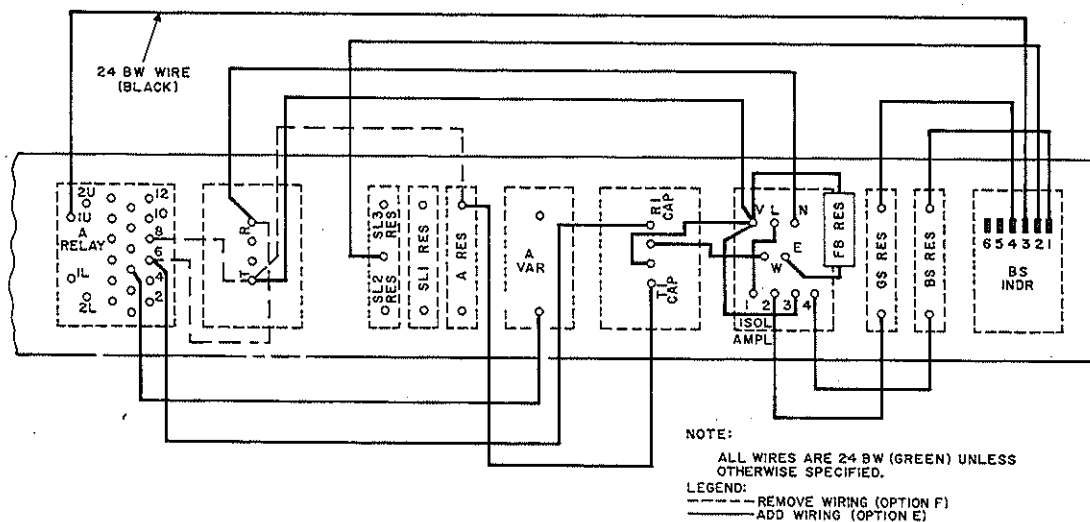 24 BW WIRE
(BLACK)
2U
1U
A
RELAY
1L
2L
12
10
8
6
4
2
R
T
SL3
RES
SL2
RES
SL1 RES
A RES
A
VAR
R1
CAP
T1
CAP
V
L
N
E
W
1
2
3
4
ISOL
AMPL
FB RES
GS RES
BS RES
6 5 4 3 2 1
BS
INDR
NOTE:
ALL WIRES ARE 24 BW (GREEN) UNLESS
OTHERWISE SPECIFIED.
LEGEND:
REMOVE WIRING (OPTION F)
ADD WIRING (OPTION E)